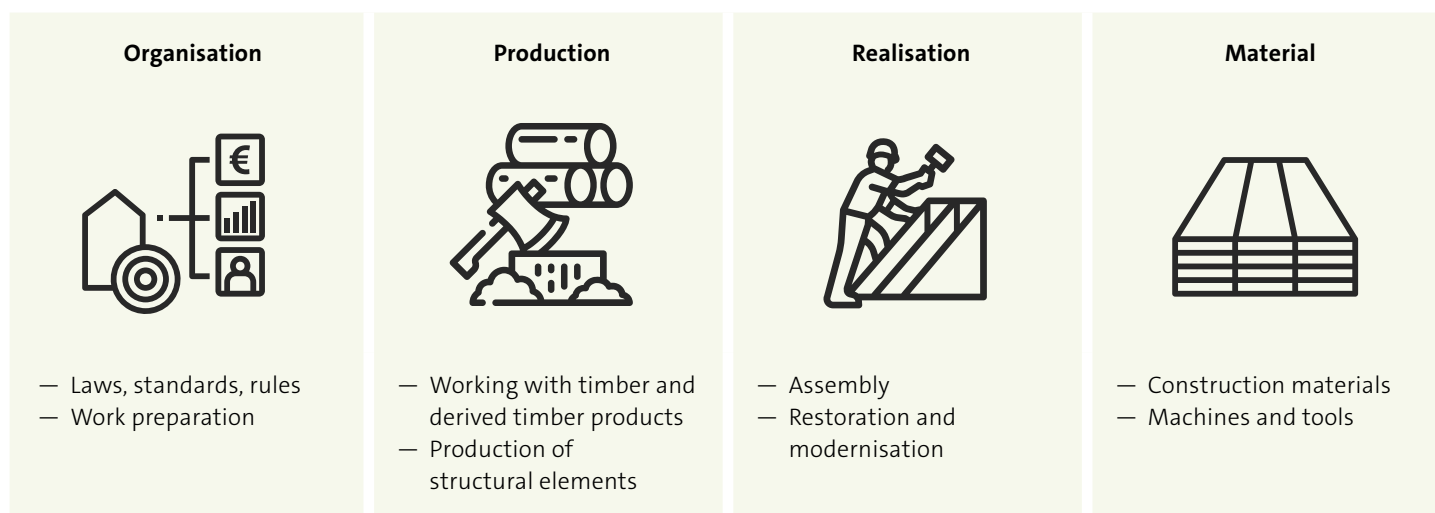 Organisation
€
— Laws, standards, rules
— Work preparation
Production
— Working with timber and
derived timber products
— Production of
structural elements
Realisation
— Assembly
— Restoration and
modernisation
Material
— Construction materials
— Machines and tools